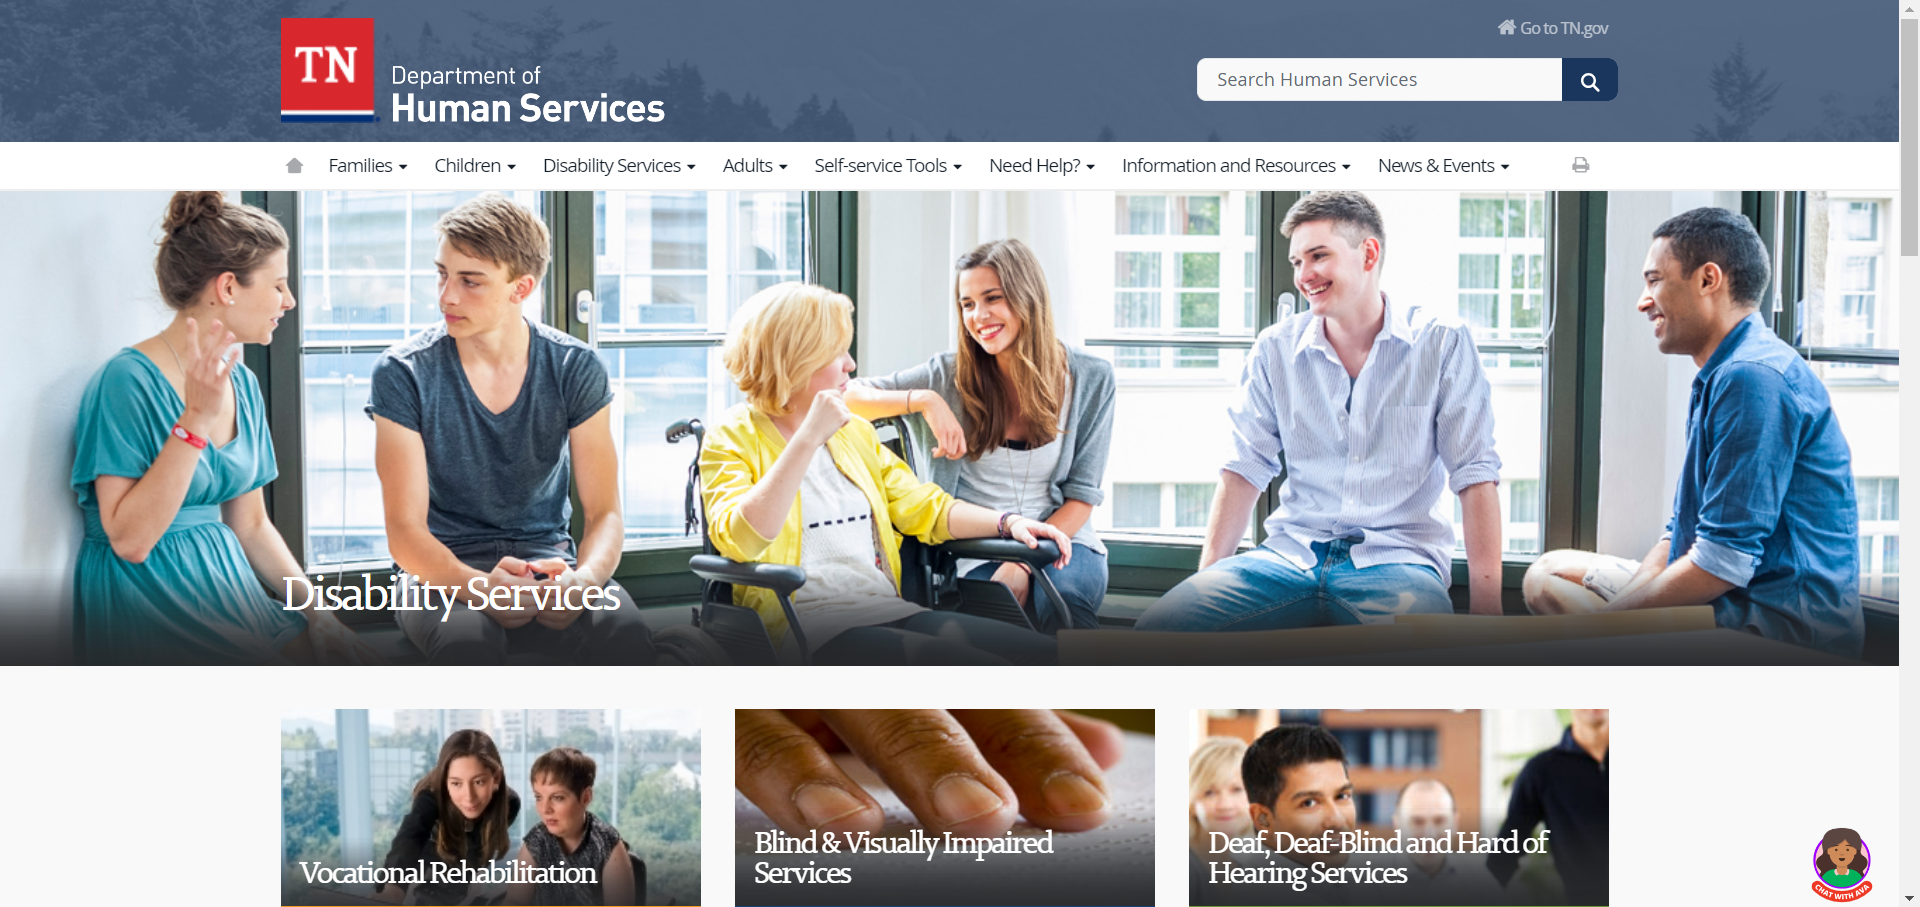 TN
Department of
Human Services
Go to TN.gov
Search Human Services
Families
Children
Disability Services
Adults
Self-service Tools
Need Help?
Information and Resources
News & Events
Disability Services
Vocational Rehabilitation
Blind & Visually Impaired
Services
Deaf, Deaf-Blind and Hard of
Hearing Services
CHAT WITH AVA